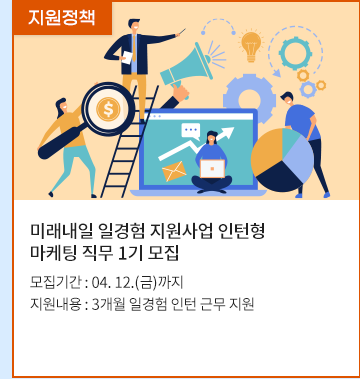 지원정책
$
미래내일 일경험 지원사업 인턴형
마케팅 직무 1기 모집
모집기간 : 04. 12.(금)까지
지원내용 : 3개월 일경험 인턴 근무 지원